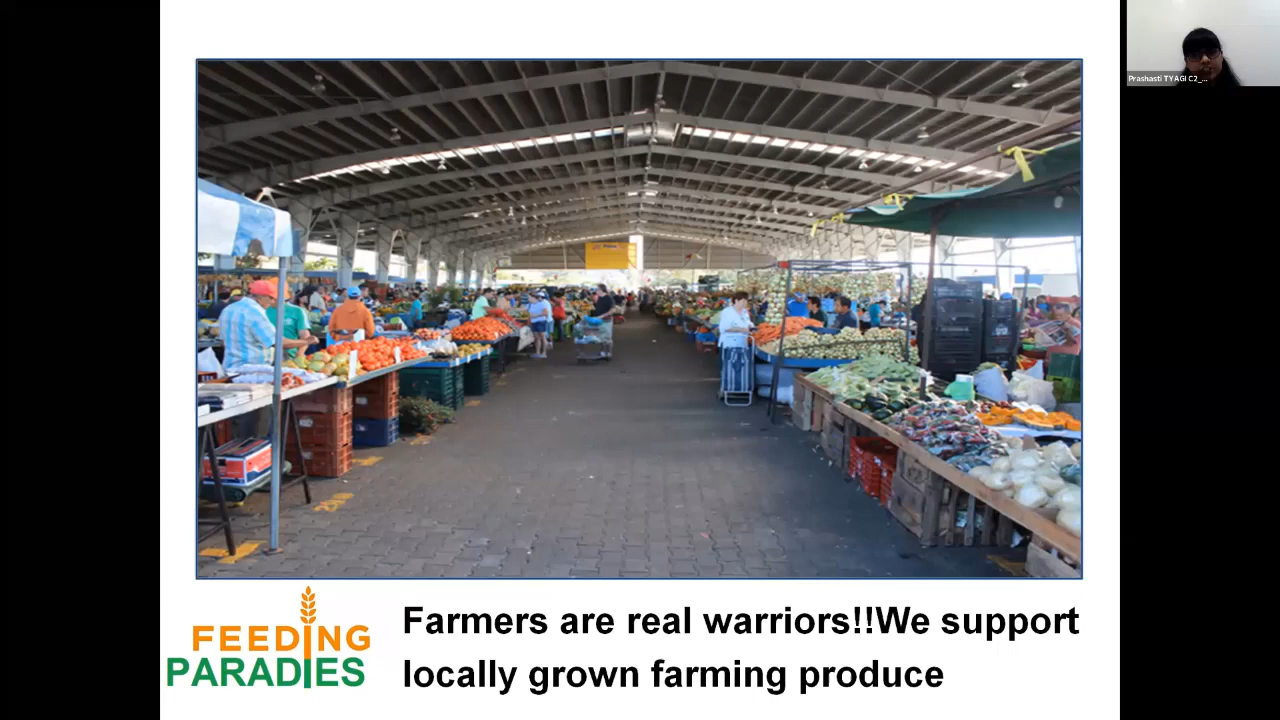 Prashasti TYAGI C2_...
FEEDING
PARADIES
Farmers are real warriors!!We support
locally grown farming produce